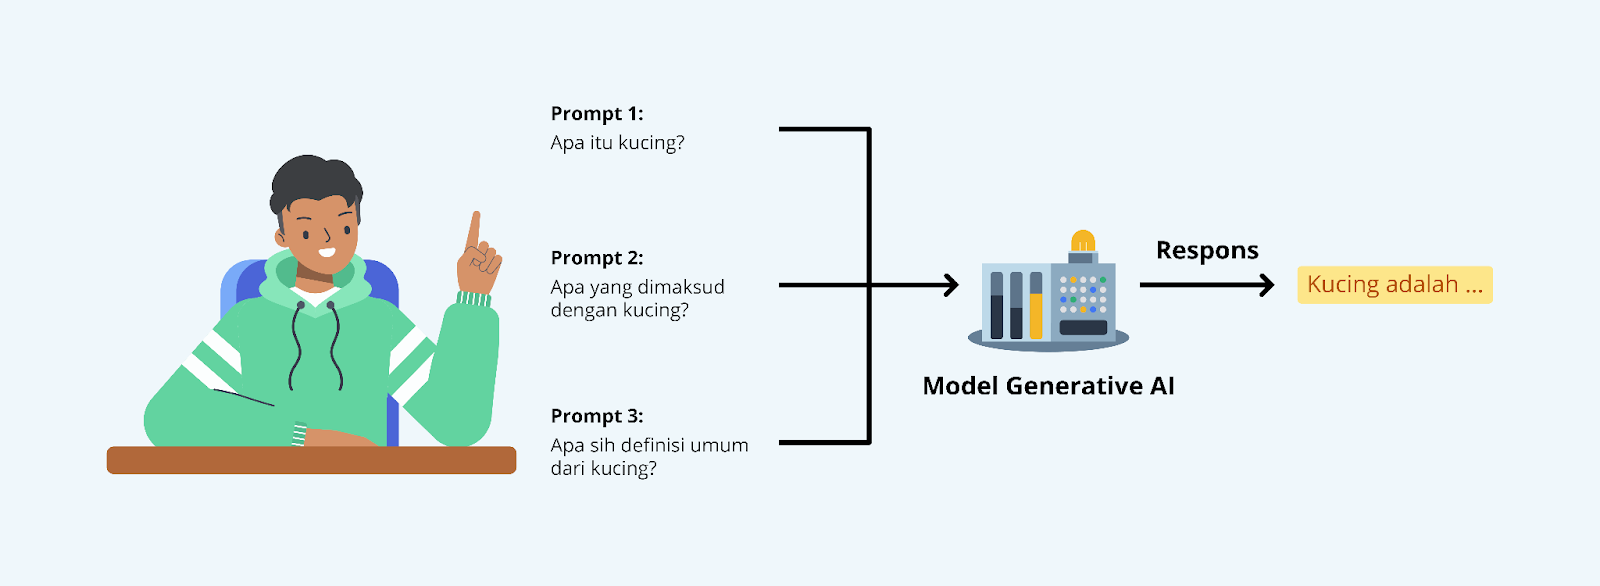 Prompt 1:
Apa itu kucing?
Prompt 2:
Apa yang dimaksud
dengan kucing?
Prompt 3:
Apa sih definisi umum
dari kucing?
Model Generative AI
Respons
Kucing adalah ...